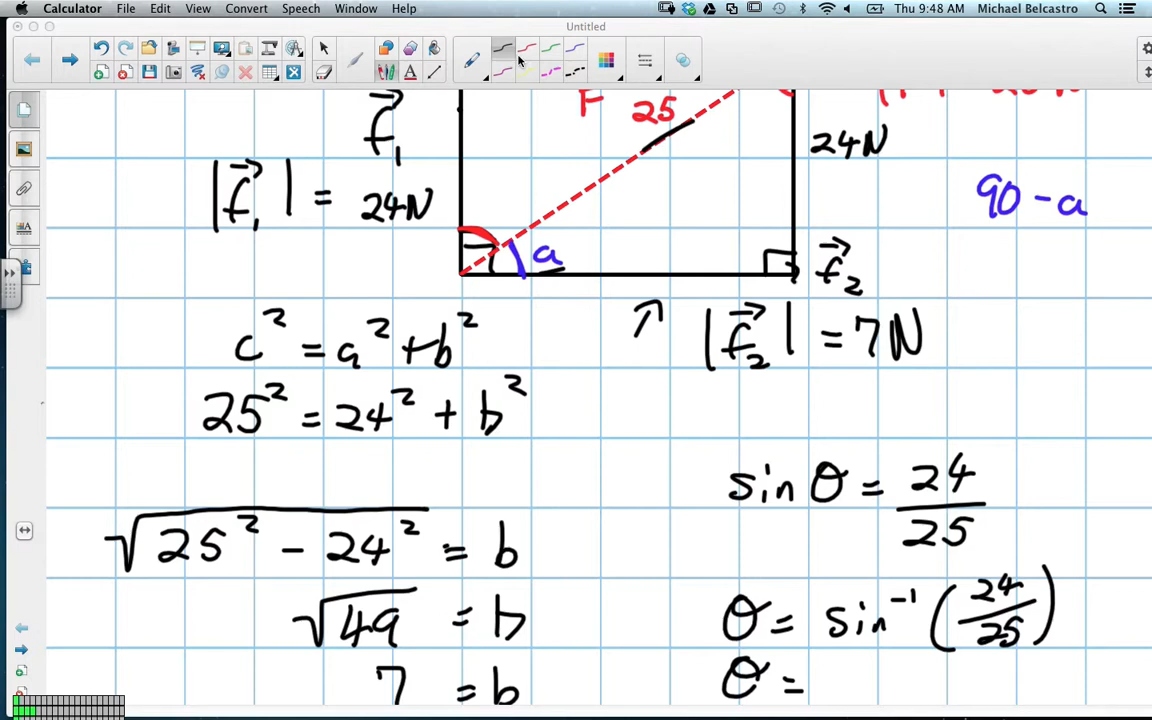 Calculator File Edit View Contents Speech Window Help Thu 9:48 AM Michael Belcastro
Untitled
f₁
F 25
24N
|f₁| = 24N
90 - a
a
f₂
|f₂| = 7N
c² = a² + b²
25² = 24² + b²
sin θ = 24/25
√25² - 24² = b
√49 = b
θ = sin⁻¹ (24/25)
7 = b
θ =